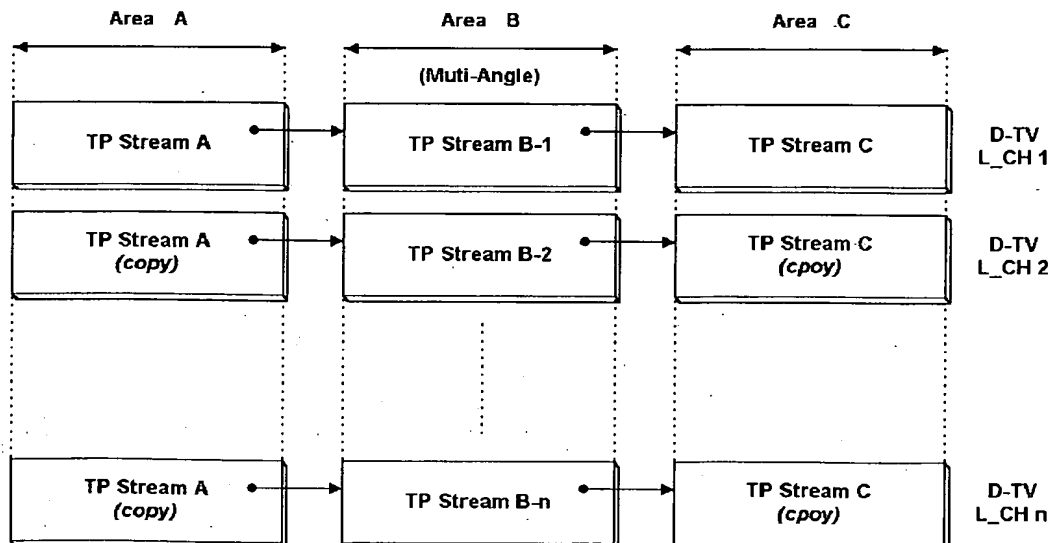 Area A
Area B
Area C
(Muti-Angle)
TP Stream A
TP Stream B-1
TP Stream C
D-TV
L_CH 1
TP Stream A
(copy)
TP Stream B-2
TP Stream C
(cpoy)
D-TV
L_CH 2
TP Stream A
(copy)
TP Stream B-n
TP Stream C
(cpoy)
D-TV
L_CH n